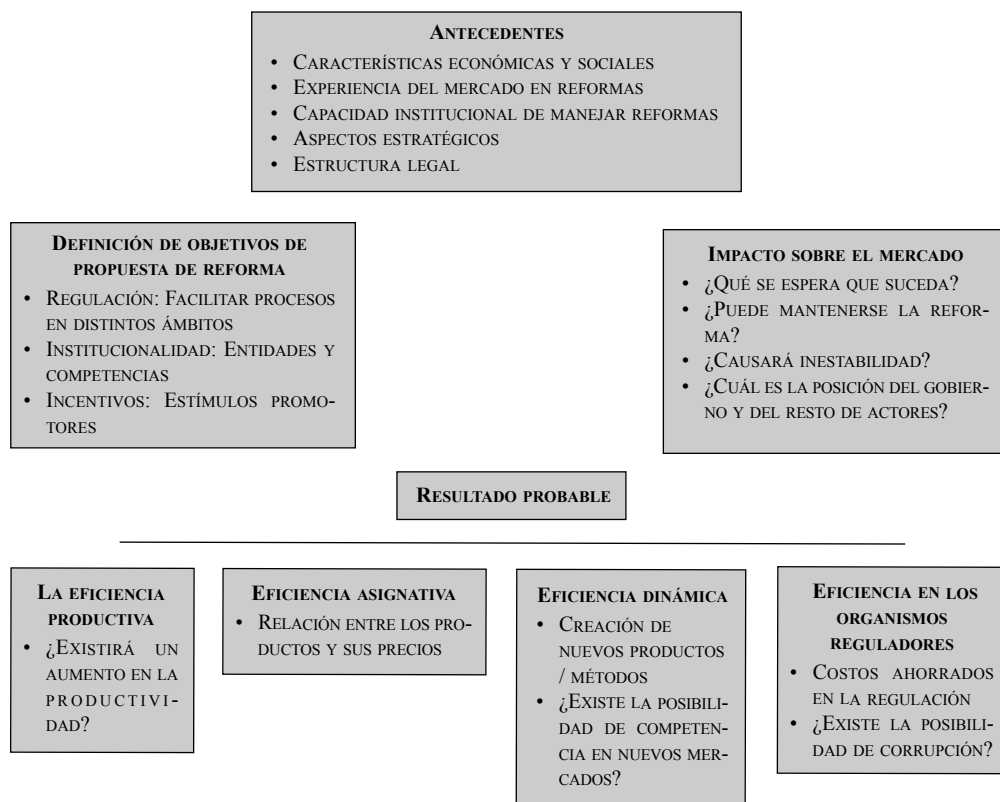 ANTECEDENTES
• CARACTERÍSTICAS ECONÓMICAS Y SOCIALES
• EXPERIENCIA DEL MERCADO EN REFORMAS
• CAPACIDAD INSTITUCIONAL DE MANEJAR REFORMAS
• ASPECTOS ESTRATÉGICOS
• ESTRUCTURA LEGAL
DEFINICIÓN DE OBJETIVOS DE
PROPUESTA DE REFORMA
• REGULACIÓN: FACILITAR PROCESOS
EN DISTINTOS ÁMBITOS
• INSTITUCIONALIDAD: ENTIDADES Y
COMPETENCIAS
• INCENTIVOS: ESTÍMULOS PROMO-
TORES
IMPACTO SOBRE EL MERCADO
• ¿QUÉ SE ESPERA QUE SUCEDA?
• ¿PUEDE MANTENERSE LA REFOR-
MA?
• ¿CAUSARÁ INESTABILIDAD?
• ¿CUÁL ES LA POSICIÓN DEL GOBIER-
NO Y DEL RESTO DE ACTORES?
RESULTADO PROBABLE
LA EFICIENCIA
PRODUCTIVA
• ¿EXISTIRÁ UN
AUMENTO EN LA
PRODUCTIVI-
DAD?
EFICIENCIA ASIGNATIVA
• RELACIÓN ENTRE LOS PRO-
DUCTOS Y SUS PRECIOS
EFICIENCIA DINÁMICA
• CREACIÓN DE
NUEVOS PRODUCTOS
/ MÉTODOS
• ¿EXISTE LA POSIBILI-
DAD DE COMPETEN-
CIA EN NUEVOS MER-
CADOS?
EFICIENCIA EN LOS
ORGANISMOS
REGULADORES
• COSTOS AHORRADOS
EN LA REGULACIÓN
• ¿EXISTE LA POSIBI-
LIDAD DE CORRUPCIÓN?